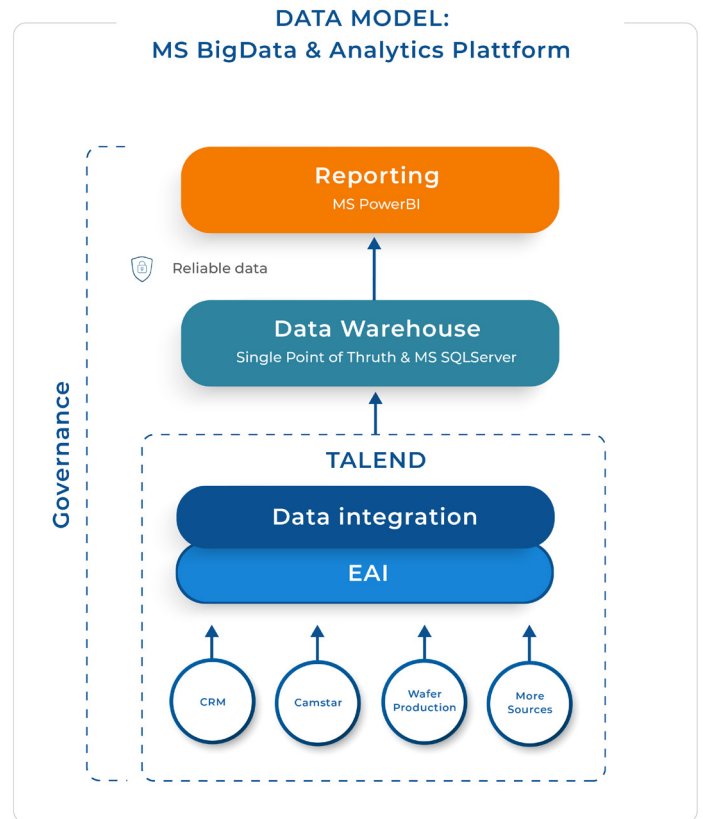 DATA MODEL:
MS BigData & Analytics Plattform
Reporting
MS PowerBI
Reliable data
Data Warehouse
Single Point of Thruth & MS SQLServer
Governance
TALEND
Data integration
EAI
CRM
Camstar
Wafer
Production
More
Sources